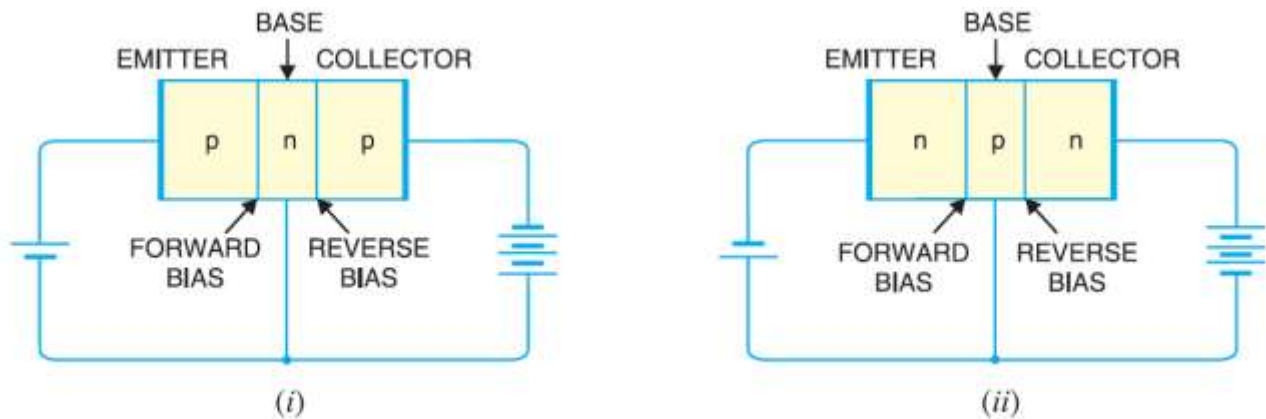 BASE
EMITTER COLLECTOR
p n p
FORWARD BIAS
REVERSE BIAS
(i)
BASE
EMITTER COLLECTOR
n p n
FORWARD BIAS
REVERSE BIAS
(ii)